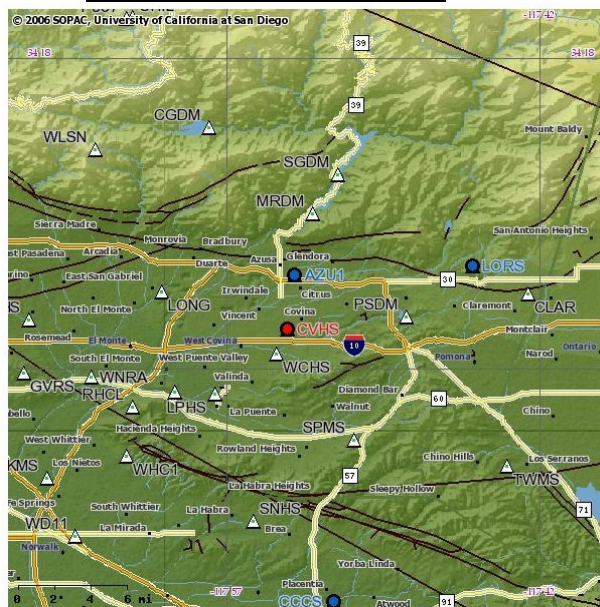 © 2006 SOPAC, University of California at San Diego
-117 42
34 18
34 18
39
39
CGDM
WLSN
Mount Baldy
SGDM
MRDM
Sierra Madre
San Antonio Heights
Monrovia
Bradbury
Arcadia
Duarte
Azusa
Glendora
East San Gabriel
AZU1
LORS
30
Irwindale
Citrus
LONG
PSDM
Claremont
CLAR
North El Monte
Vincent
Covina
CVHS
Montclair
Rosemead
El Monte
West Covina
10
Ontario
South El Monte
West Puente Valley
WCHS
Pomona
Narod
GVRS
WNRA
Valinda
Diamond Bar
RHCL
LPHS
La Puente
Walnut
60
Chino
Hacienda Heights
SPMS
West Whittier
Rowland Heights
Chino Hills
Los Serranos
KMS
Los Nietos
WHC1
57
TWMS
La Habra Heights
Sleepy Hollow
South Whittier
La Habra
SNHS
71
WD11
La Mirada
Brea
Norwalk
Yorba Linda
0 2 4 6 mi
-117 57
Placentia
-117 42
CCCS
Atwood
91